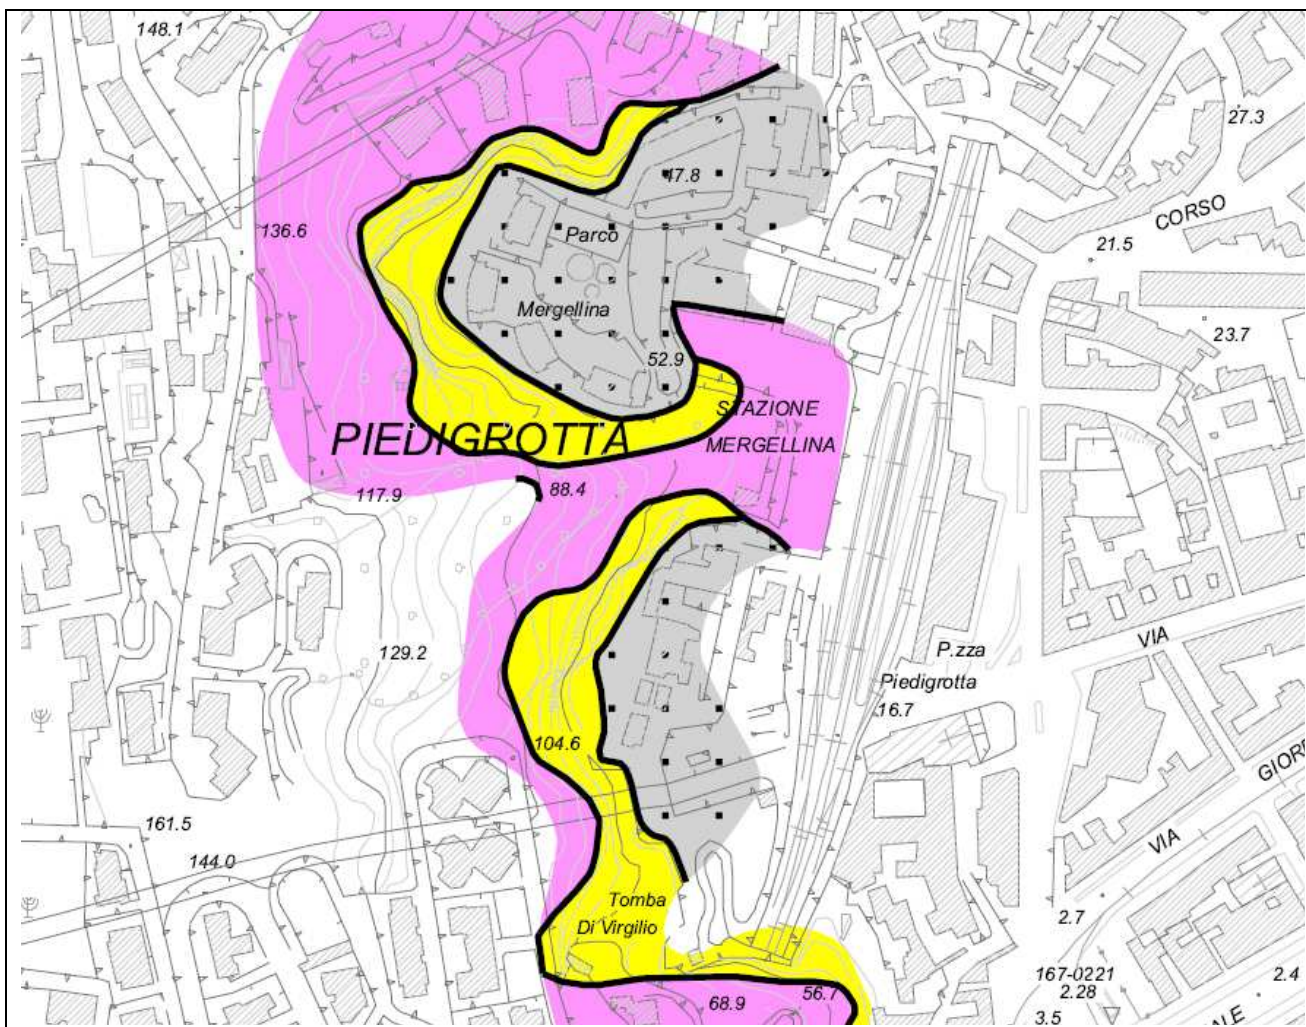 148.1
27.3
47.8
CORSO
136.6
Parco
21.5
Mergellina
23.7
52.9
STAZIONE
PIEDIGROTTA
MERGELLINA
88.4
117.9
VIA
129.2
P.zza
Piedigrotta
16.7
104.6
GIORD
161.5
VIA
144.0
Tomba
Di Virgilio
2.7
167-0221
2.4
2.28
56.7
68.9
3.5
ALE